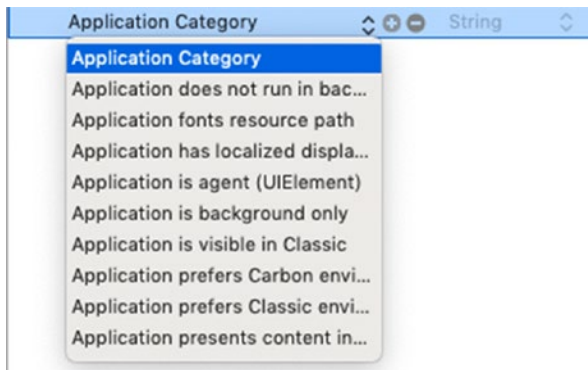 Application Category String
Application Category
Application does not run in bac...
Application fonts resource path
Application has localized displa...
Application is agent (UIElement)
Application is background only
Application is visible in Classic
Application prefers Carbon envi...
Application prefers Classic envi...
Application presents content in...